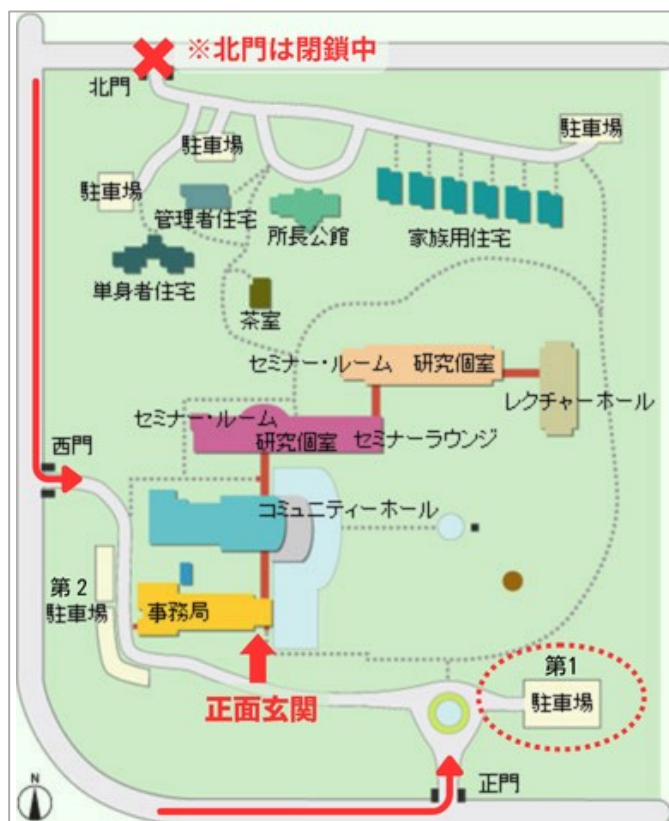 ※北門は閉鎖中
北門
駐車場
駐車場
駐車場
管理者住宅
所長公館
家族用住宅
単身者住宅
茶室
セミナー・ルーム 研究個室
レクチャーホール
セミナー・ルーム
研究個室 セミナーラウンジ
西門
コミュニティーホール
第2
駐車場
事務局
正面玄関
第1
駐車場
正門
N